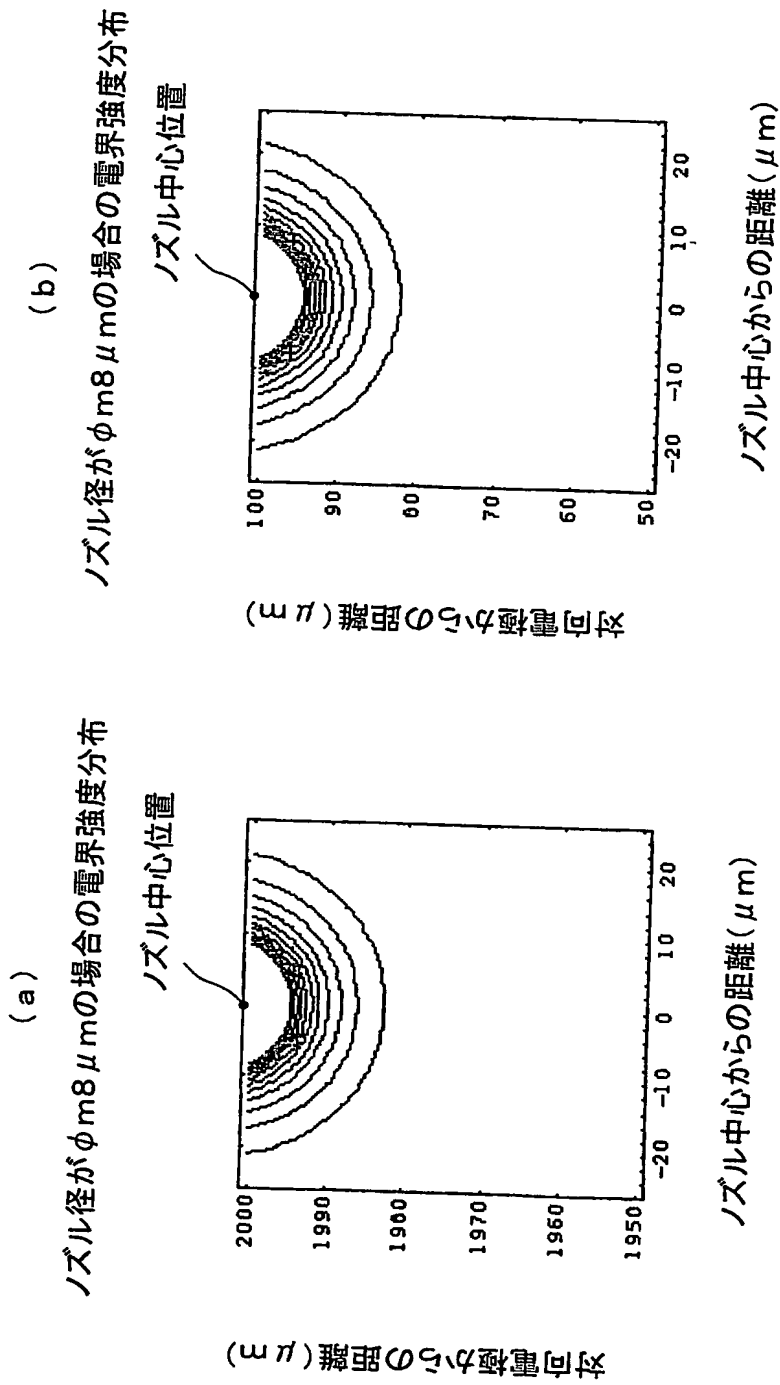 (a)
ノズル径がφm8μmの場合の電界強度分布
ノズル中心位置
対向電極からの距離(μm)
2000
1990
1980
1970
1960
1950
-20 -10 0 10 20
ノズル中心からの距離(μm)
(b)
ノズル径がφm8μmの場合の電界強度分布
ノズル中心位置
対向電極からの距離(μm)
100
90
80
70
60
50
-20 -10 0 10 20
ノズル中心からの距離(μm)